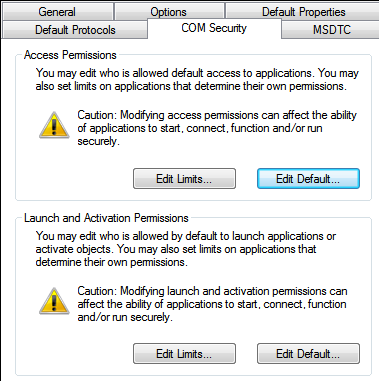 General Options Default Properties
Default Protocols COM Security MSDTC
Access Permissions
You may edit who is allowed default access to applications. You may
also set limits on applications that determine their own permissions.
Caution: Modifying access permissions can affect the ability
of applications to start, connect, function and/or run
securely.
Edit Limits... Edit Default...
Launch and Activation Permissions
You may edit who is allowed by default to launch applications or
activate objects. You may also set limits on applications that
determine their own permissions.
Caution: Modifying launch and activation permissions can
affect the ability of applications to start, connect, function
and/or run securely.
Edit Limits... Edit Default...